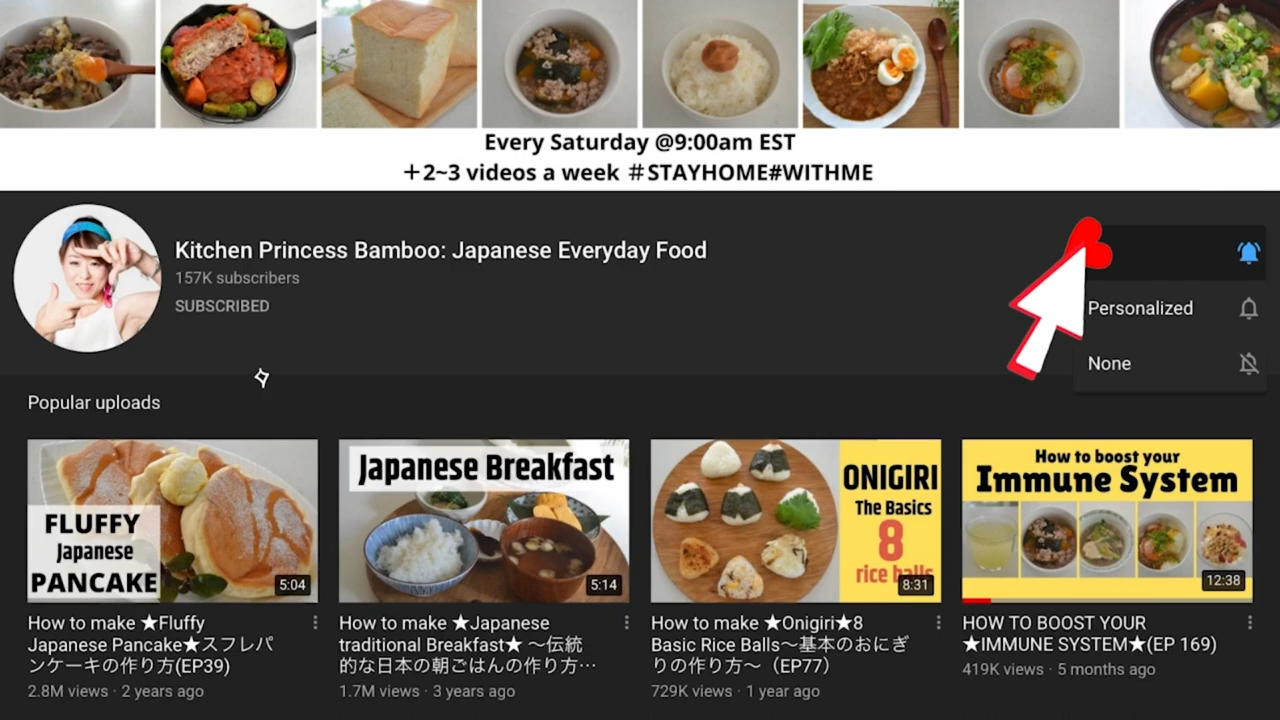 Every Saturday @9:00am EST
+2~3 videos a week #STAYHOME#WITHME
Kitchen Princess Bamboo: Japanese Everyday Food
157K subscribers
SUBSCRIBED
Personalized
None
Popular uploads
FLUFFY
Japanese
PANCAKE
5:04
Japanese Breakfast
5:14
ONIGIRI
The Basics
8
rice balls
8:31
How to boost your
Immune System
12:38
How to make ★Fluffy
Japanese Pancake★スフレパ
ンケーキの作り方(EP39)
2.8M views · 2 years ago
How to make ★Japanese
traditional Breakfast★ 〜伝統
的な日本の朝ごはんの作り方…
1.7M views · 3 years ago
How to make ★Onigiri★8
Basic Rice Balls〜基本のおにぎ
りの作り方〜（EP77）
729K views · 1 year ago
HOW TO BOOST YOUR
★IMMUNE SYSTEM★(EP 169)
419K views · 5 months ago